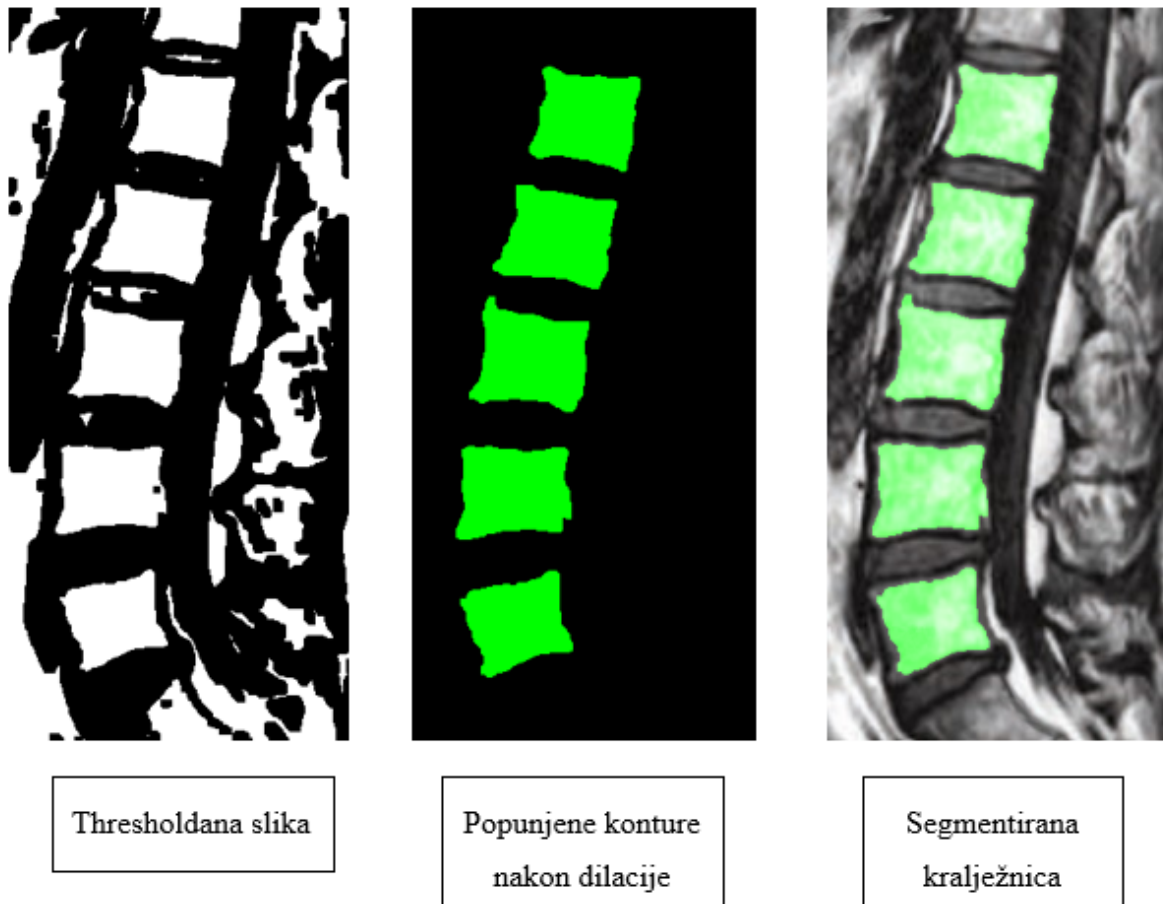 Thresholdana slika
Popunjene konture
nakon dilacije
Segmentirana
kralježnica